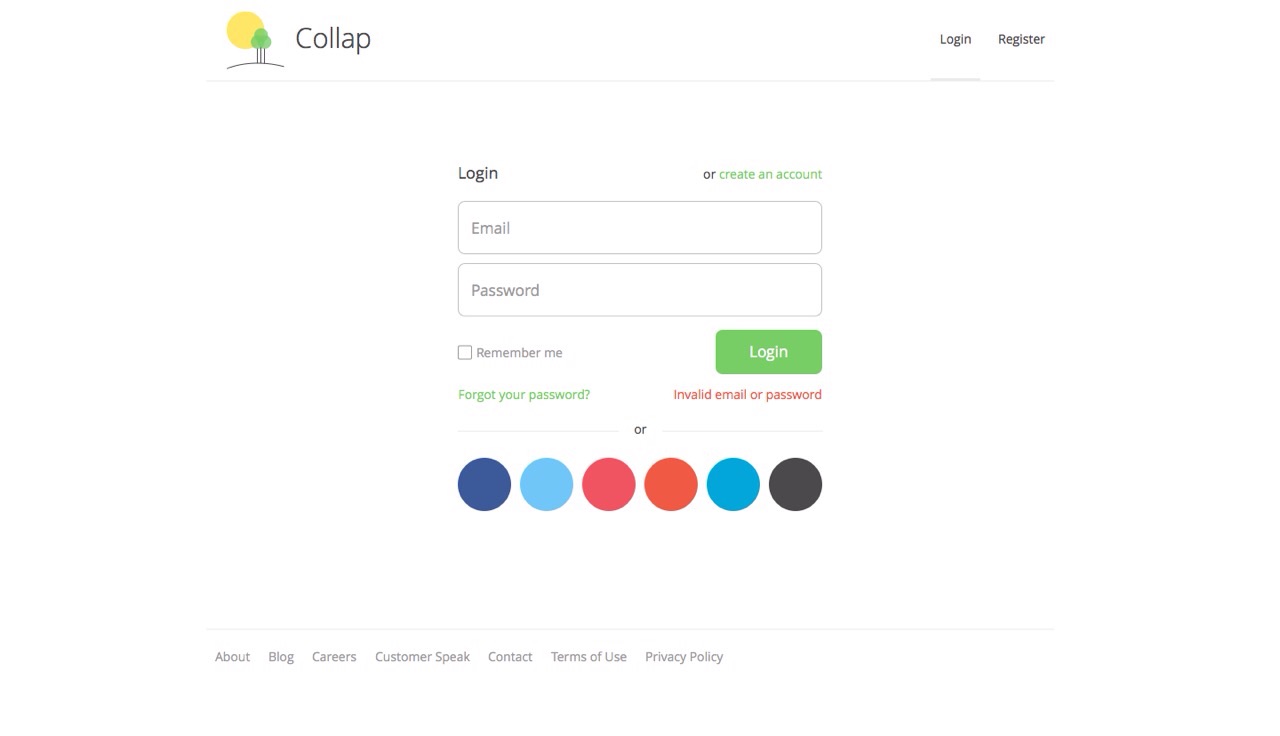 Collap
Login Register
Login or create an account
Email
Password
Remember me Login
Forgot your password? Invalid email or password
or
About Blog Careers Customer Speak Contact Terms of Use Privacy Policy